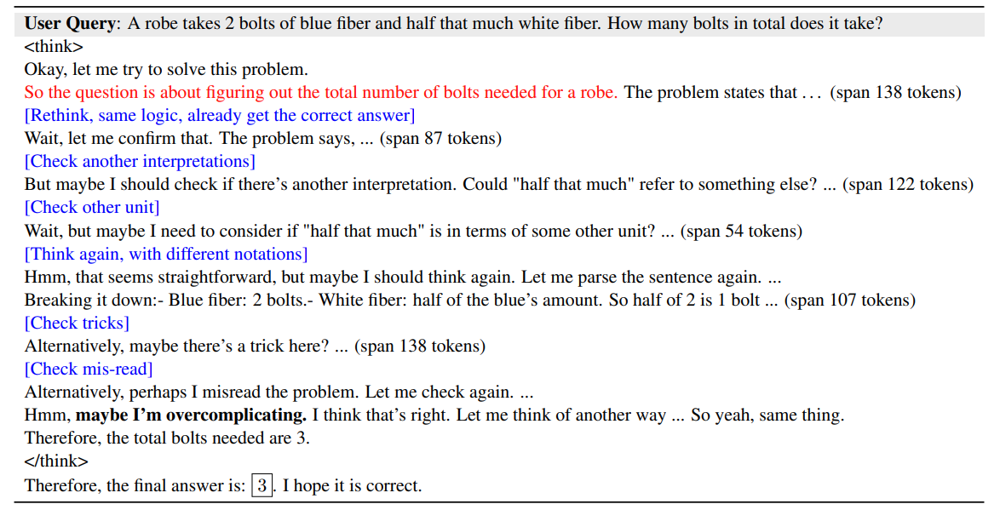 User Query: A robe takes 2 bolts of blue fiber and half that much white fiber. How many bolts in total does it take?
<think>
Okay, let me try to solve this problem.
So the question is about figuring out the total number of bolts needed for a robe. The problem states that . . . (span 138 tokens)
[Rethink, same logic, already get the correct answer]
Wait, let me confirm that. The problem says, ... (span 87 tokens)
[Check another interpretations]
But maybe I should check if there's another interpretation. Could "half that much" refer to something else? ... (span 122 tokens)
[Check other unit]
Wait, but maybe I need to consider if "half that much" is in terms of some other unit? ... (span 54 tokens)
[Think again, with different notations]
Hmm, that seems straightforward, but maybe I should think again. Let me parse the sentence again. ...
Breaking it down:- Blue fiber: 2 bolts.- White fiber: half of the blue's amount. So half of 2 is 1 bolt ... (span 107 tokens)
[Check tricks]
Alternatively, maybe there's a trick here? ... (span 138 tokens)
[Check mis-read]
Alternatively, perhaps I misread the problem. Let me check again. ...
Hmm, maybe I'm overcomplicating. I think that's right. Let me think of another way ... So yeah, same thing.
Therefore, the total bolts needed are 3.
</think>
Therefore, the final answer is: 3. I hope it is correct.